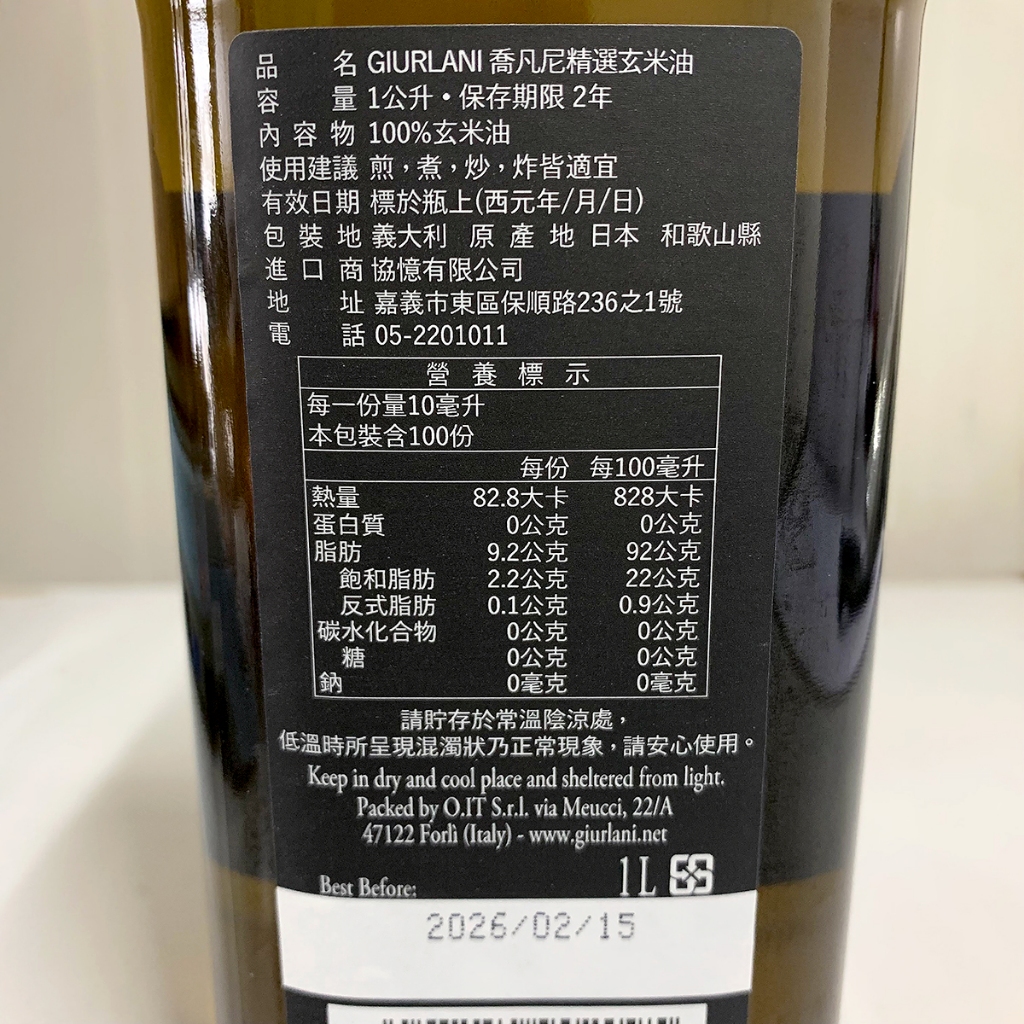 品名 GIURLANI 喬凡尼精選玄米油
容量 1公升・保存期限 2年
內容物 100%玄米油
使用建議 煎，煮，炒，炸皆適宜
有效日期 標於瓶上(西元年/月/日)
包裝地 義大利 原產地 日本 和歌山縣
進口商 協憶有限公司
地址 嘉義市東區保順路236之1號
電話 05-2201011
營養標示
每一份量10毫升
本包裝含100份
每份 每100毫升
熱量 82.8大卡 828大卡
蛋白質 0公克 0公克
脂肪 9.2公克 92公克
飽和脂肪 2.2公克 22公克
反式脂肪 0.1公克 0.9公克
碳水化合物 0公克 0公克
糖 0公克 0公克
鈉 0毫克 0毫克
請貯存於常溫陰涼處，
低溫時所呈現混濁狀乃正常現象，請安心使用。
Keep in dry and cool place and sheltered from light.
Packed by O.IT S.r.l. via Meucci, 22/A
47122 Forlì (Italy) - www.giurlani.net
1L
Best Before:
2026/02/15